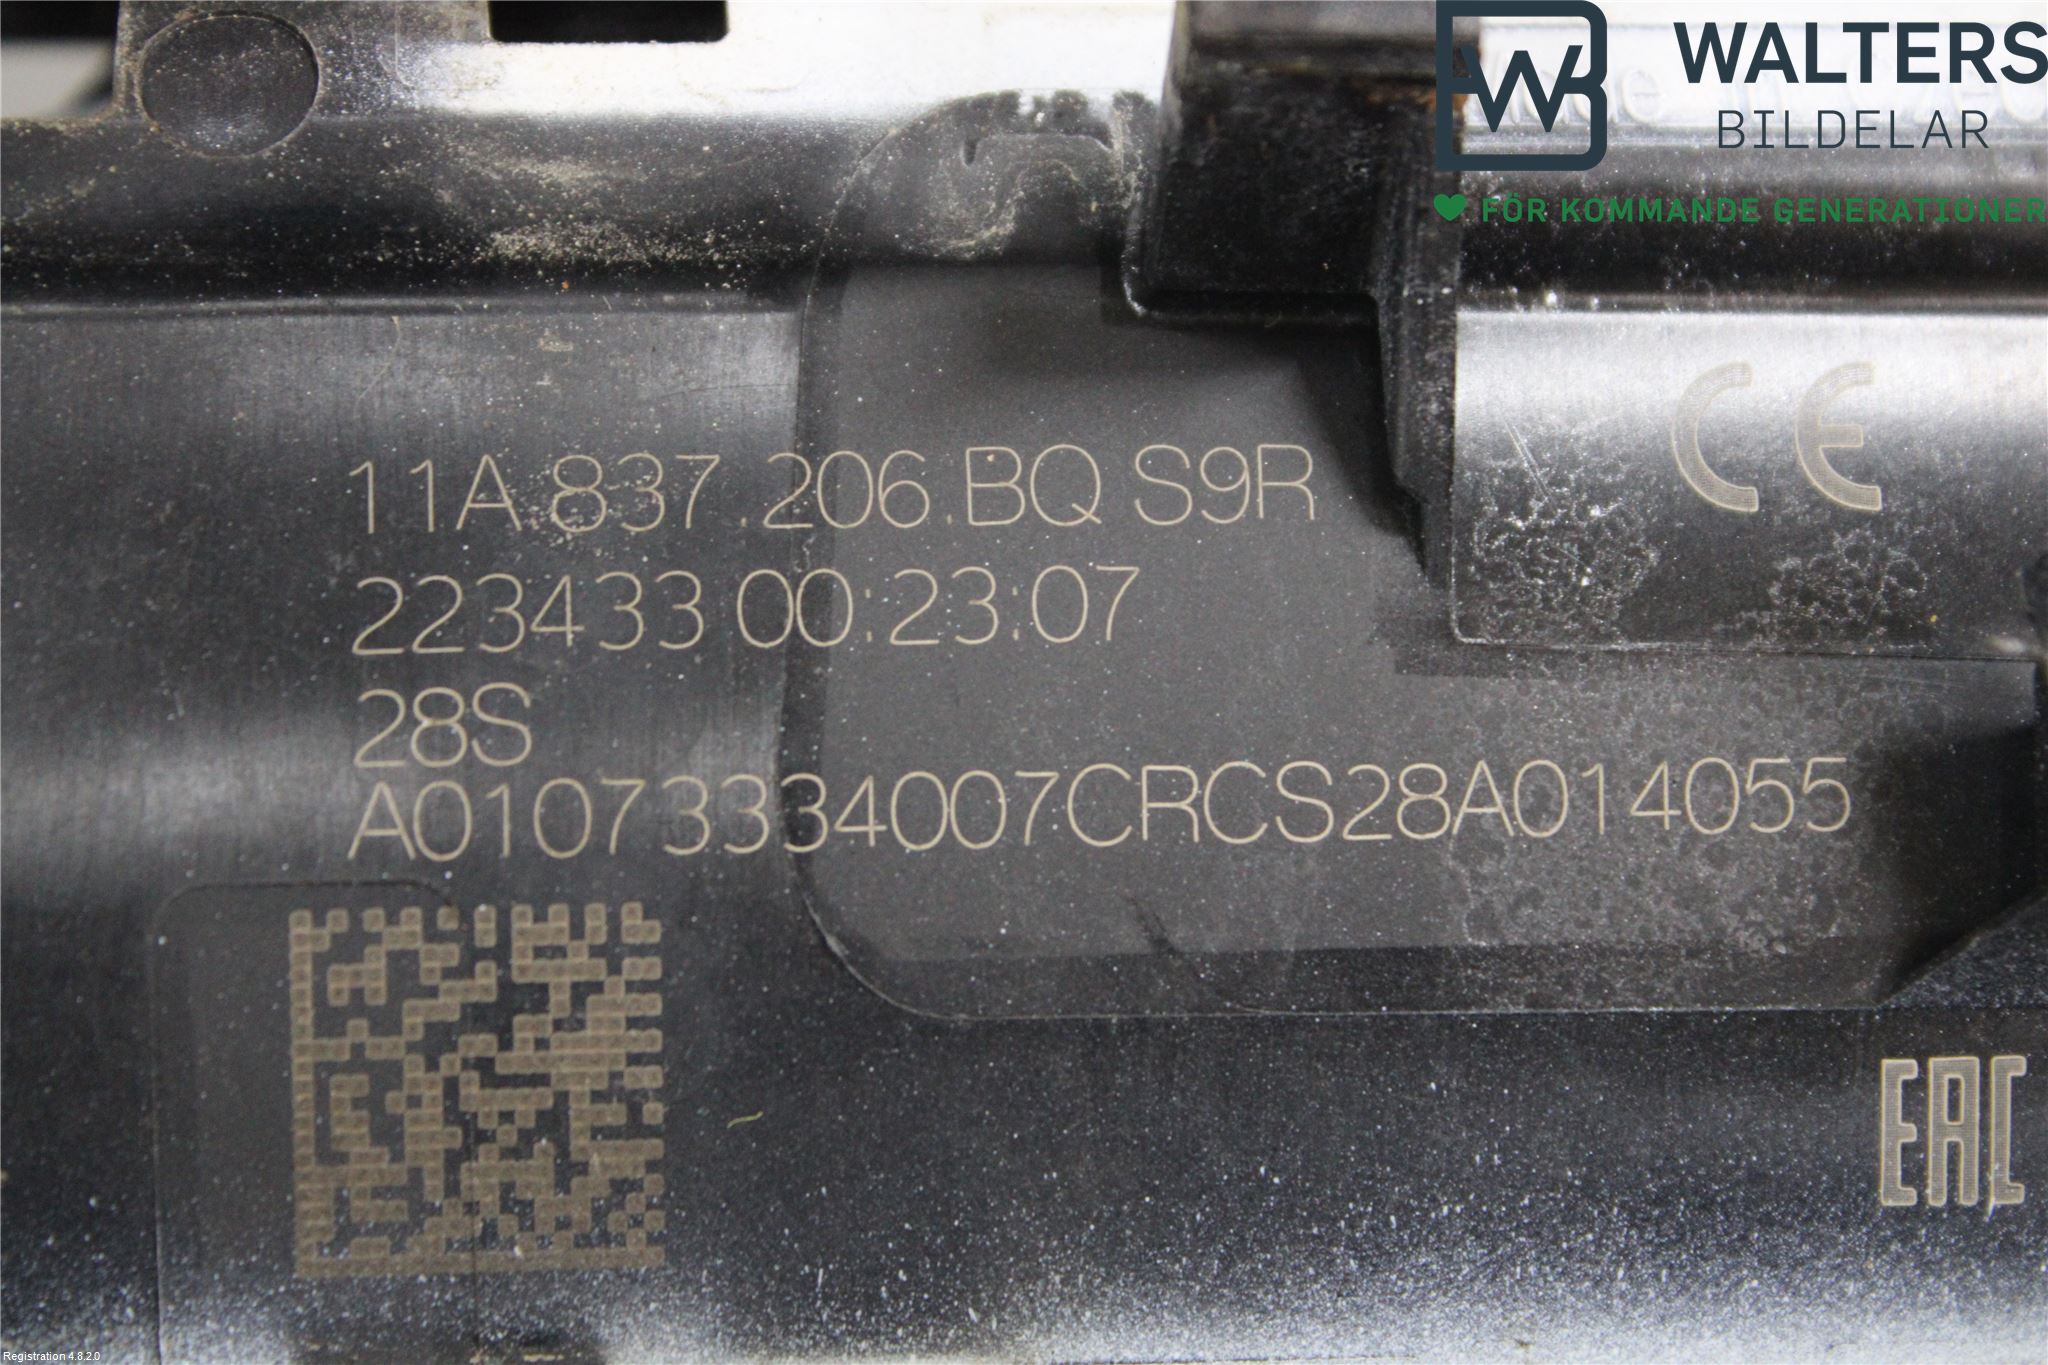 WALTERS
BILDELAR
FÖR KOMMANDE GENERATIONER
CE
11A 837.206.BQ S9R
223433 00:23:07
28S
A01073334007CRCS28A014055
EAC
Registration 4.8.2.0